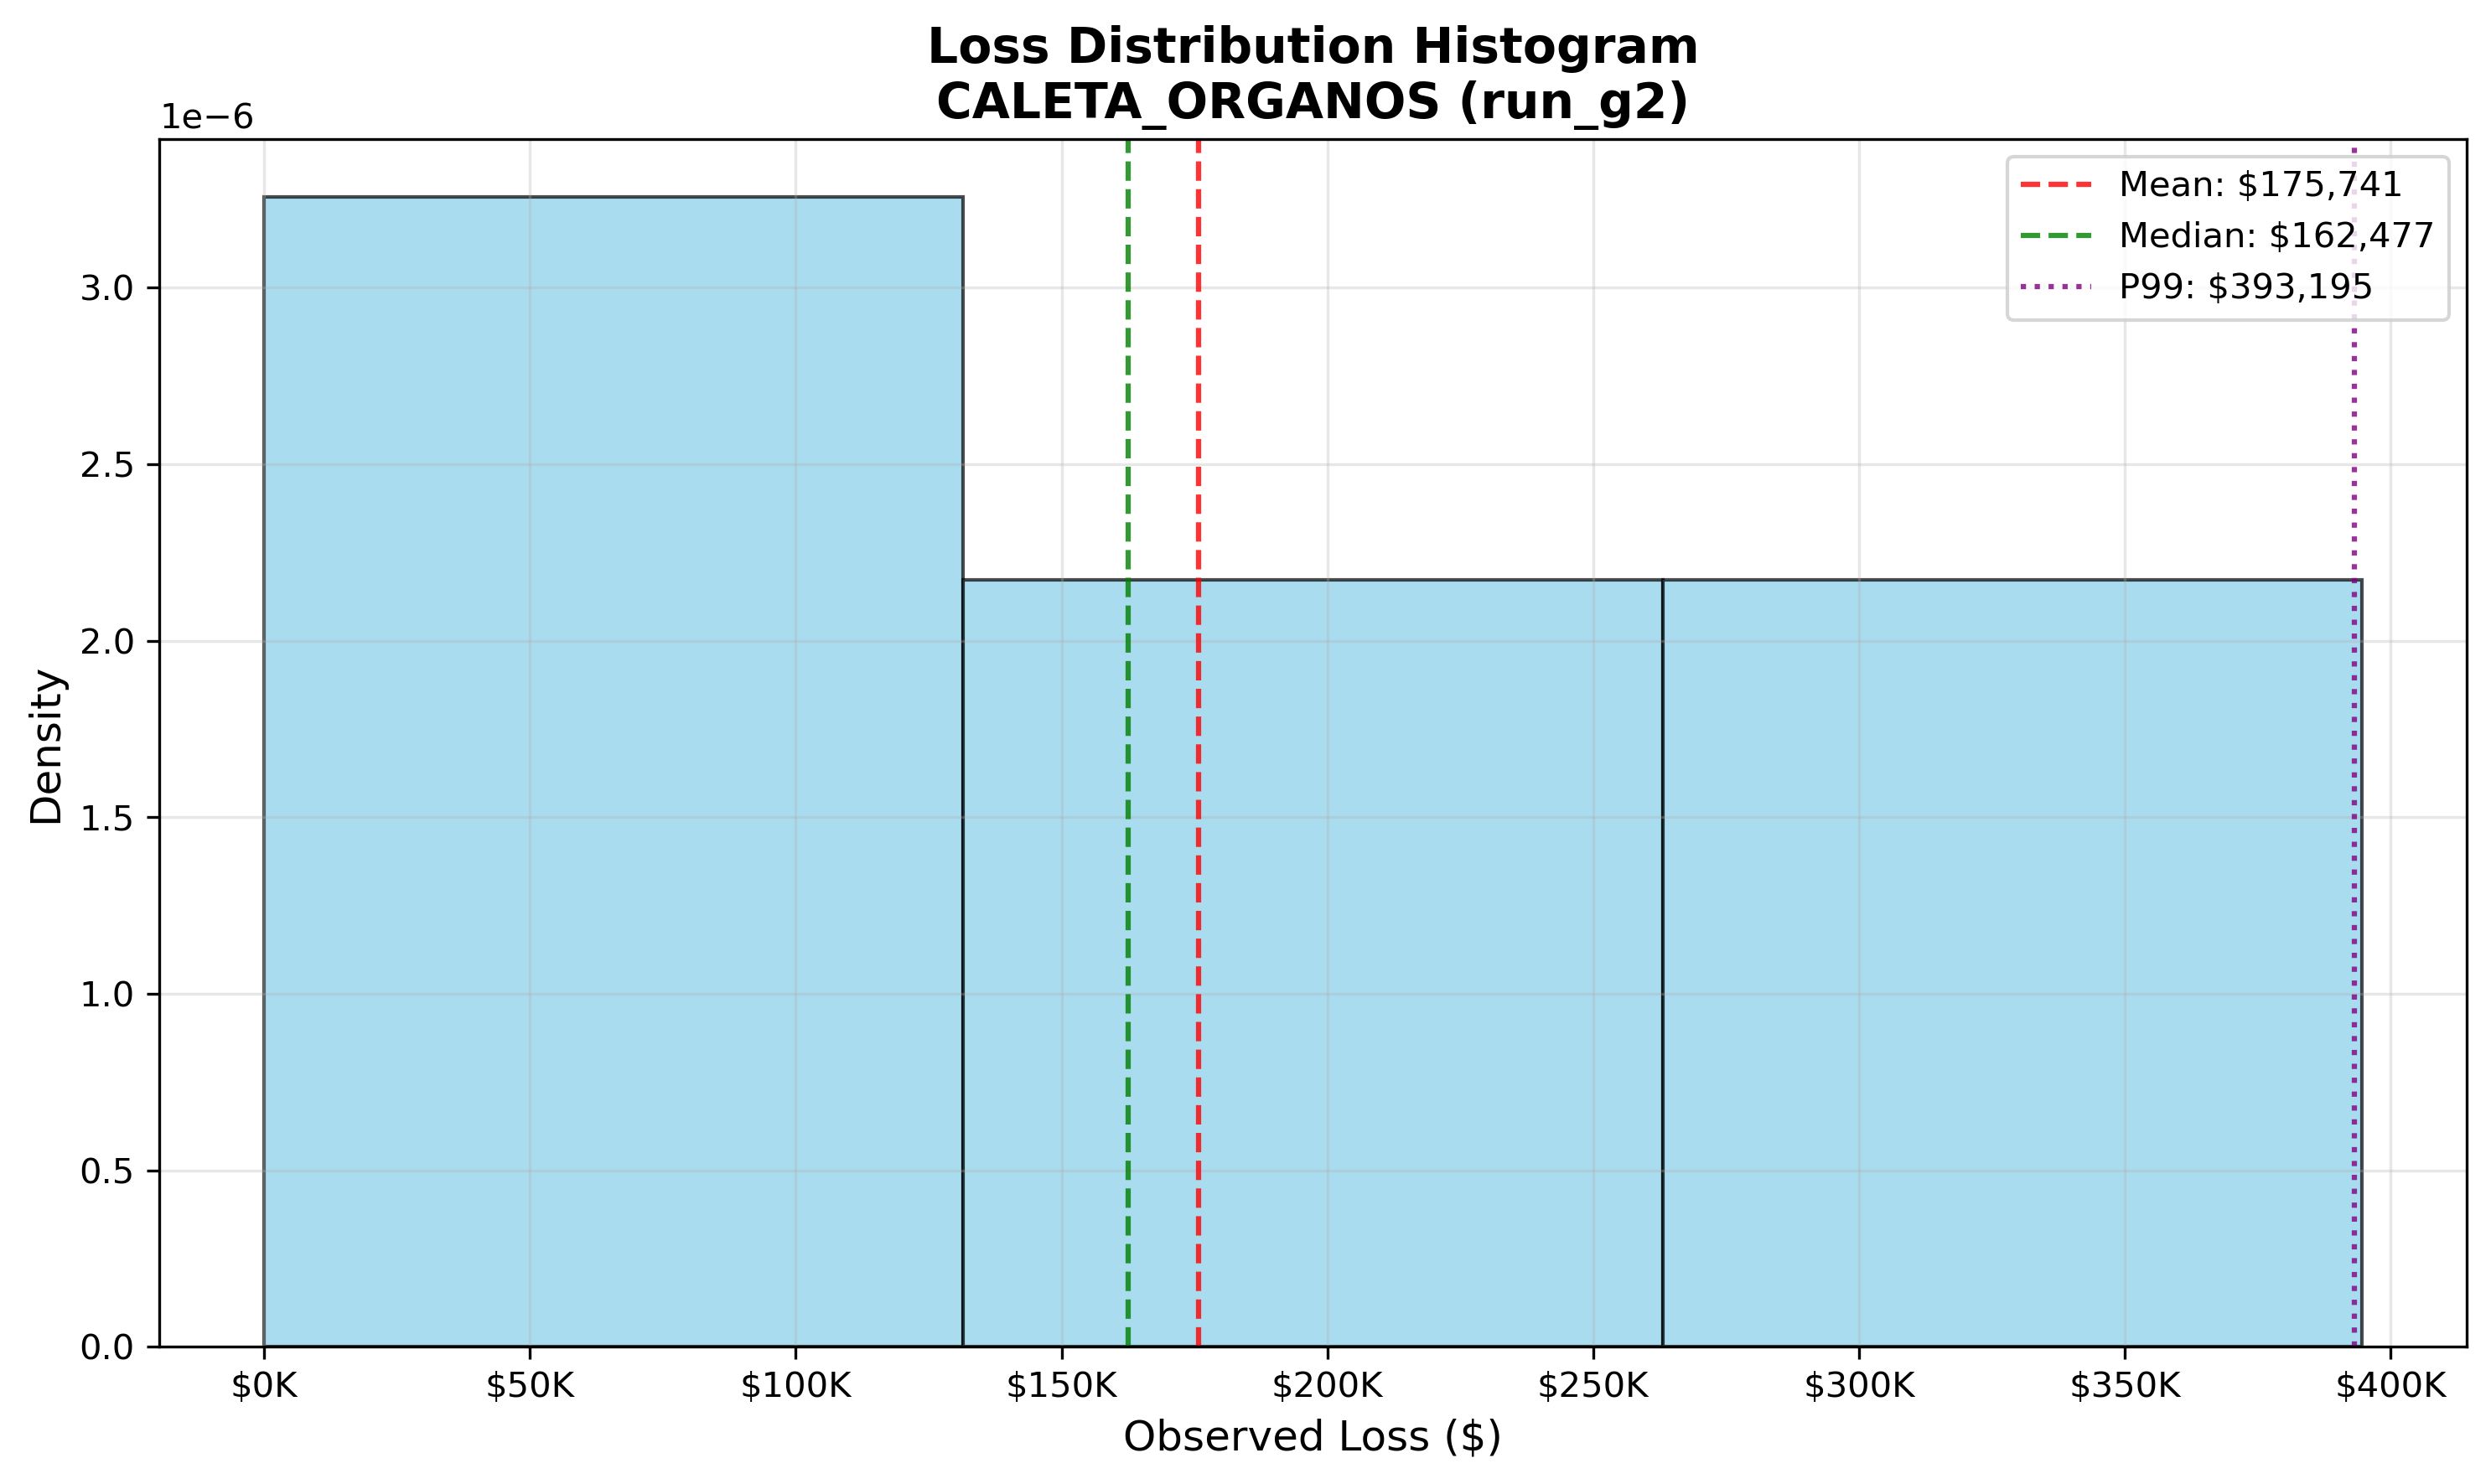 Loss Distribution Histogram
CALETA_ORGANOS (run_g2)
1e−6
Mean: $175,741
Median: $162,477
P99: $393,195
3.0
2.5
2.0
1.5
1.0
0.5
0.0
Density
$0K $50K $100K $150K $200K $250K $300K $350K $400K
Observed Loss ($)